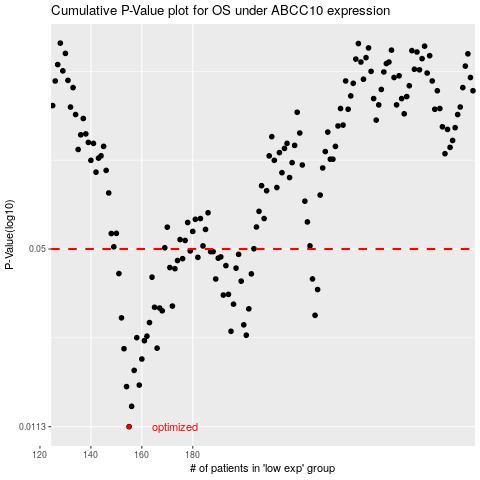 Cumulative P-Value plot for OS under ABCC10 expression
P-Value(log10)
0.05
0.0113
optimized
120 140 160 180
# of patients in 'low exp' group